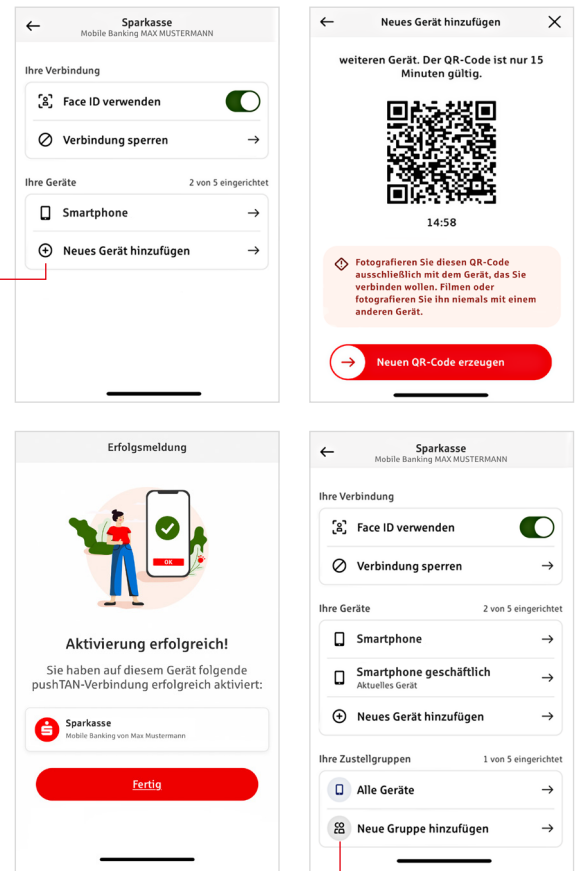 Sparkasse
Mobile Banking MAX MUSTERMANN
Ihre Verbindung
Face ID verwenden
Verbindung sperren
Ihre Geräte 2 von 5 eingerichtet
Smartphone
Neues Gerät hinzufügen
Neues Gerät hinzufügen
weiteren Gerät. Der QR-Code ist nur 15
Minuten gültig.
14:58
Fotografieren Sie diesen QR-Code
ausschließlich mit dem Gerät, das Sie
verbinden wollen. Filmen oder
fotografieren Sie ihn niemals mit einem
anderen Gerät.
Neuen QR-Code erzeugen
Erfolgsmeldung
OK
Aktivierung erfolgreich!
Sie haben auf diesem Gerät folgende
pushTAN-Verbindung erfolgreich aktiviert:
Sparkasse
Mobile Banking von Max Mustermann
Fertig
Sparkasse
Mobile Banking MAX MUSTERMANN
Ihre Verbindung
Face ID verwenden
Verbindung sperren
Ihre Geräte 2 von 5 eingerichtet
Smartphone
Smartphone geschäftlich
Aktuelles Gerät
Neues Gerät hinzufügen
Ihre Zustellgruppen 1 von 5 eingerichtet
Alle Geräte
Neue Gruppe hinzufügen